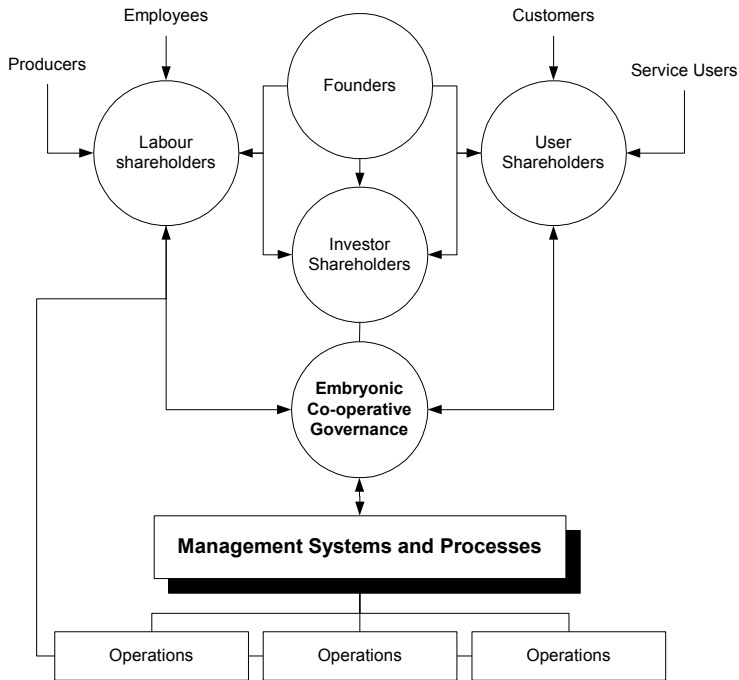 Employees
Customers
Producers
Service Users
Founders
Labour
shareholders
User
Shareholders
Investor
Shareholders
Embryonic
Co-operative
Governance
Management Systems and Processes
Operations
Operations
Operations